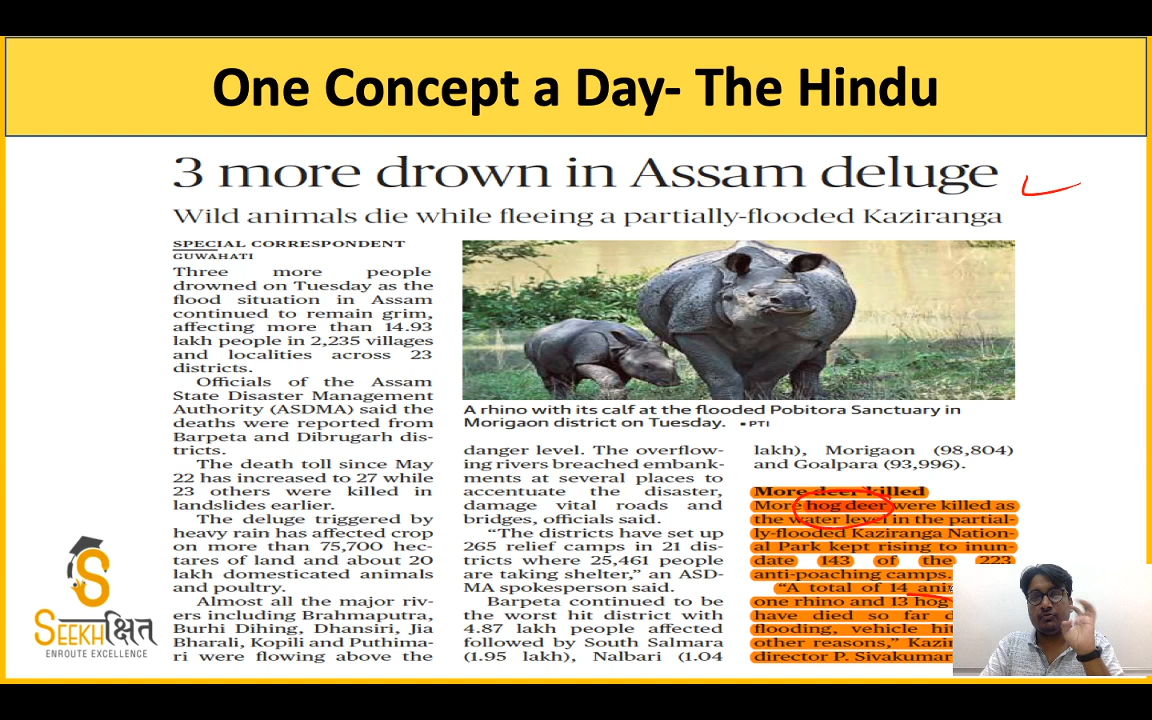 One Concept a Day- The Hindu
3 more drown in Assam deluge
Wild animals die while fleeing a partially-flooded Kaziranga
SPECIAL CORRESPONDENT
GUWAHATI
Three more people
drowned on Tuesday as the
flood situation in Assam
continued to remain grim,
affecting more than 14.93
lakh people in 2,235 villages
and localities across 23
districts.
Officials of the Assam
State Disaster Management
Authority (ASDMA) said the
deaths were reported from
Barpeta and Dibrugarh dis-
tricts.
The death toll since May
22 has increased to 27 while
23 others were killed in
landslides earlier.
The deluge triggered by
heavy rain has affected crop
on more than 75,700 hec-
tares of land and about 20
lakh domesticated animals
and poultry.
Almost all the major riv-
ers including Brahmaputra,
Burhi Dihing, Dhansiri, Jia
Bharali, Kopili and Puthima-
ri were flowing above the
A rhino with its calf at the flooded Pobitora Sanctuary in
Morigaon district on Tuesday. ▪ PTI
danger level. The overflow-
ing rivers breached embank-
ments at several places to
accentuate the disaster,
damage vital roads and
bridges, officials said.
“The districts have set up
265 relief camps in 21 dis-
tricts where 25,461 people
are taking shelter,” an ASD-
MA spokesperson said.
Barpeta continued to be
the worst hit district with
4.87 lakh people affected
followed by South Salmara
(1.95 lakh), Nalbari (1.04
lakh), Morigaon (98,804)
and Goalpara (93,996).
More deer killed
More hog deer were killed as
the water level in the partial-
ly-flooded Kaziranga Nation-
al Park kept rising to inun-
date 143 of the 223
anti-poaching camps.
“A total of 14
one rhino and 13 hog
have died so far
flooding, vehicle
other reasons,”
director P. Sivakumar
S
SEEKHक्षित
ENROUTE EXCELLENCE